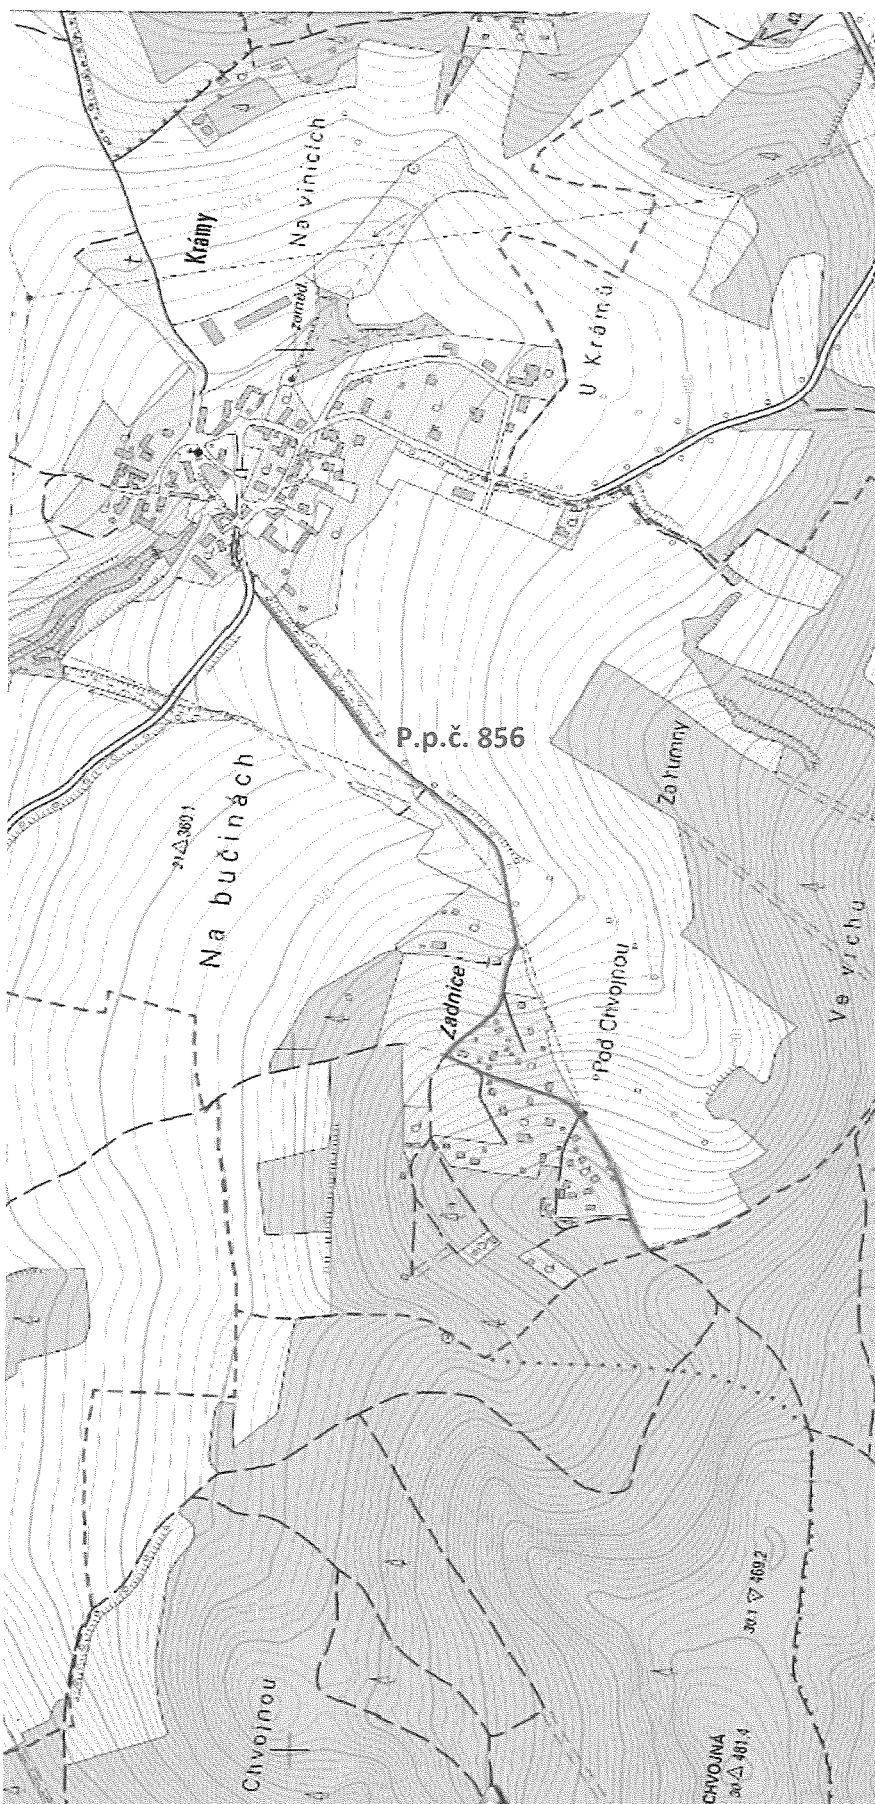 Krámy
Na vinicích
zeměd.
U Krámů
P.p.č. 856
Na bučinách
21 369.1
Za humny
Ve vrchu
Zadnice
Pod Chvojnou
30.1 469.2
Chvojnou
CHVOJNÁ
30 481.4